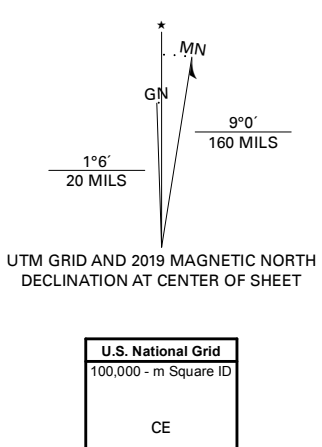 ★
MN
GN
9°0´
160 MILS
1°6´
20 MILS
UTM GRID AND 2019 MAGNETIC NORTH
DECLINATION AT CENTER OF SHEET
U.S. National Grid
100,000 - m Square ID
CE